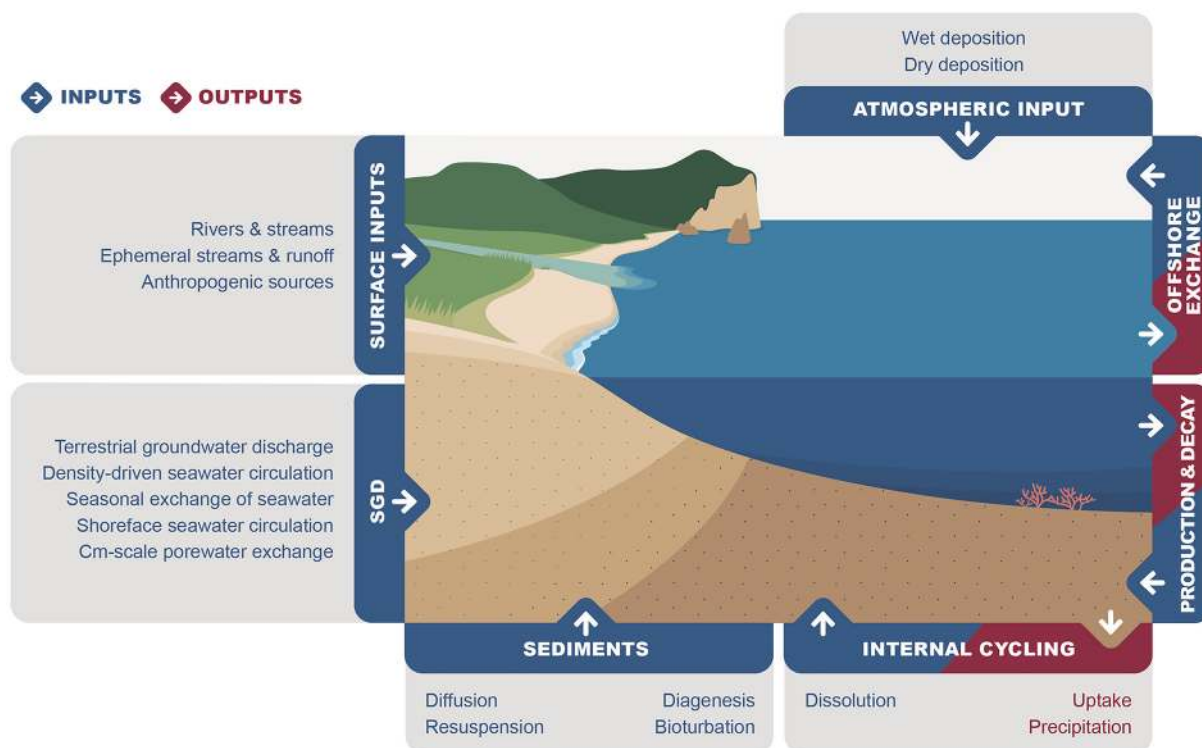 Wet deposition
Dry deposition
ATMOSPHERIC INPUT
INPUTS OUTPUTS
SURFACE INPUTS
Rivers & streams
Ephemeral streams & runoff
Anthropogenic sources
OFFSHORE
EXCHANGE
SGD
Terrestrial groundwater discharge
Density-driven seawater circulation
Seasonal exchange of seawater
Shoreface seawater circulation
Cm-scale porewater exchange
PRODUCTION & DECAY
SEDIMENTS
Diffusion Diagenesis
Resuspension Bioturbation
INTERNAL CYCLING
Dissolution Uptake
Precipitation